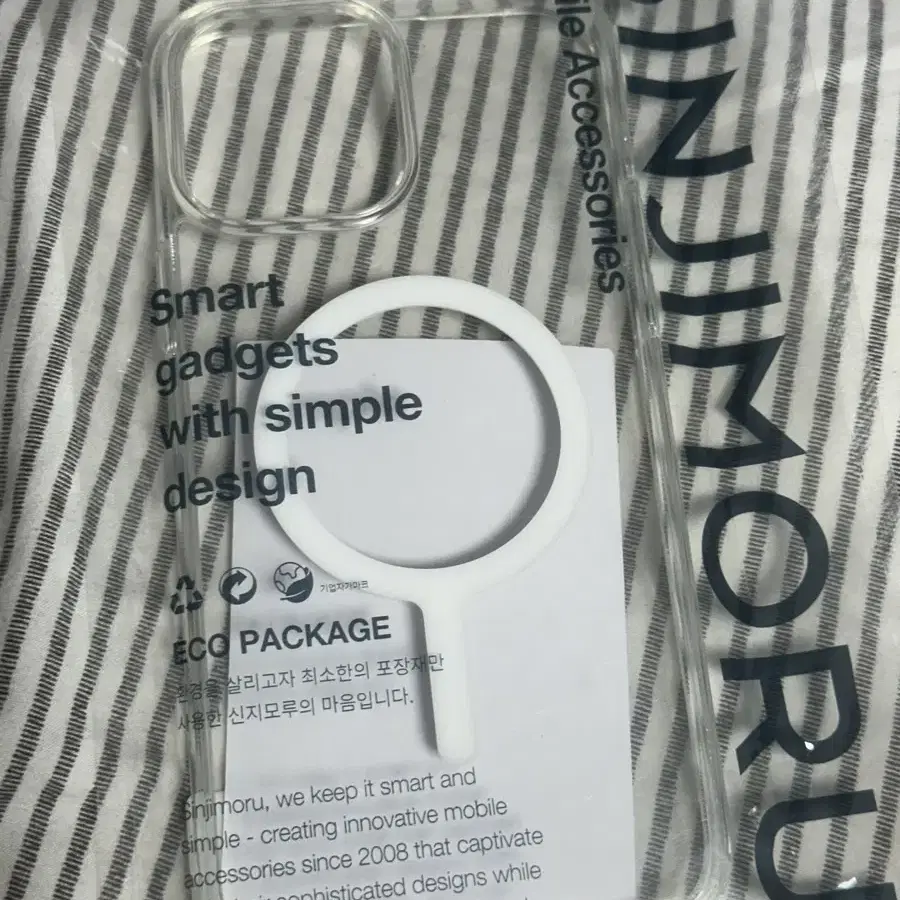 SINJIMORU
ile Accessories
Smart
gadgets
with simple
design
기업자가마크
ECO PACKAGE
환경을 살리고자 최소한의 포장재만
사용한 신지모루의 마음입니다.
Sinjimoru, we keep it smart and
simple - creating innovative mobile
accessories since 2008 that captivate
sophisticated designs while